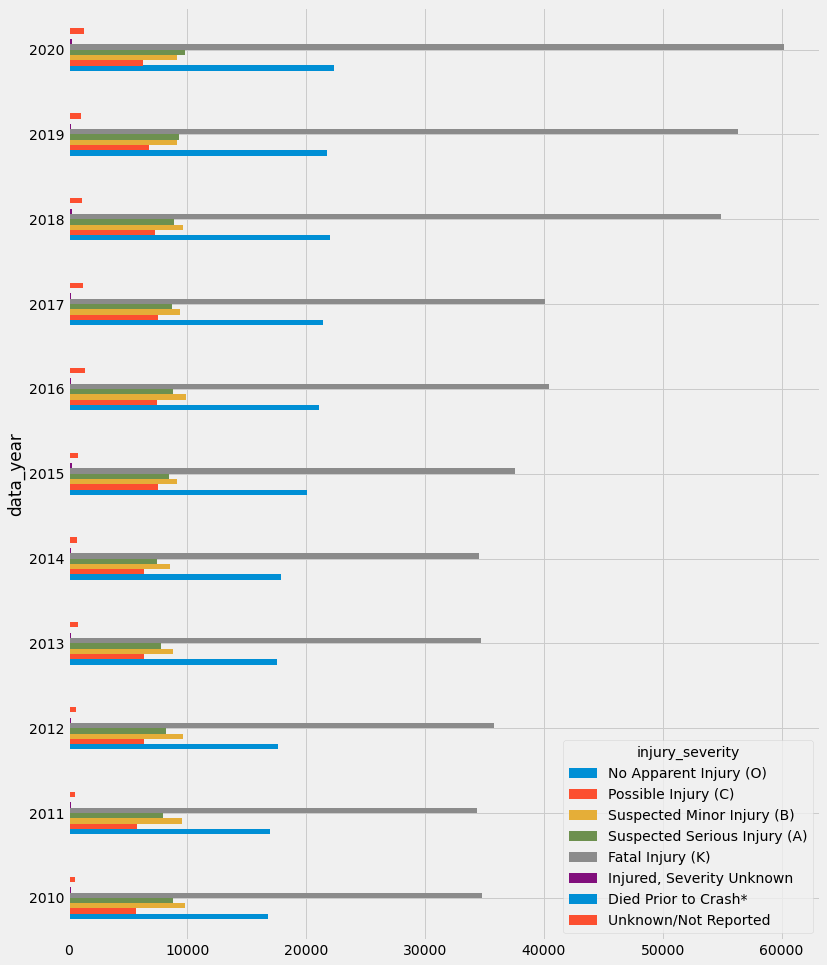 data_year
2020
2019
2018
2017
2016
2015
2014
2013
2012
2011
2010
0 10000 20000 30000 40000 50000 60000
injury_severity
No Apparent Injury (O)
Possible Injury (C)
Suspected Minor Injury (B)
Suspected Serious Injury (A)
Fatal Injury (K)
Injured, Severity Unknown
Died Prior to Crash*
Unknown/Not Reported